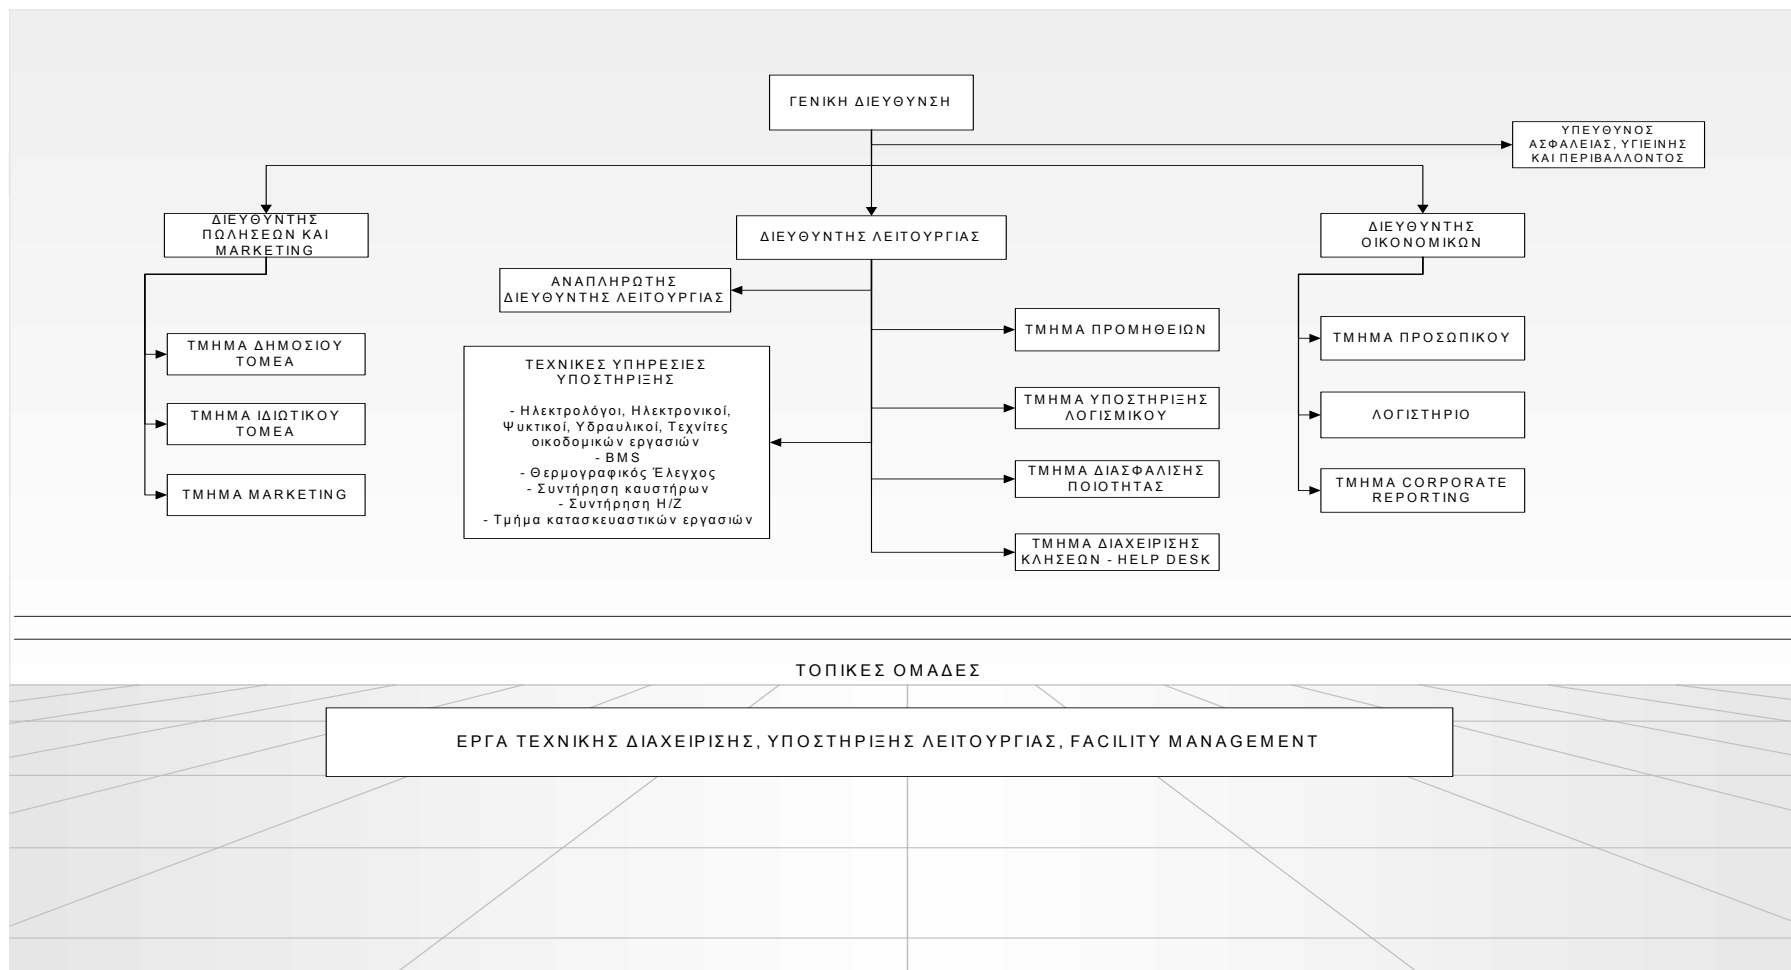 ΓΕΝΙΚΗ ΔΙΕΥΘΥΝΣΗ
ΥΠΕΥΘΥΝΟΣ
ΑΣΦΑΛΕΙΑΣ, ΥΓΙΕΙΝΗΣ
ΚΑΙ ΠΕΡΙΒΑΛΛΟΝΤΟΣ
ΔΙΕΥΘΥΝΤΗΣ
ΠΩΛΗΣΕΩΝ ΚΑΙ
MARKETING
ΔΙΕΥΘΥΝΤΗΣ ΛΕΙΤΟΥΡΓΙΑΣ
ΔΙΕΥΘΥΝΤΗΣ
ΟΙΚΟΝΟΜΙΚΩΝ
ΑΝΑΠΛΗΡΩΤΗΣ
ΔΙΕΥΘΥΝΤΗΣ ΛΕΙΤΟΥΡΓΙΑΣ
ΤΜΗΜΑ ΔΗΜΟΣΙΟΥ
ΤΟΜΕΑ
ΤΜΗΜΑ ΙΔΙΩΤΙΚΟΥ
ΤΟΜΕΑ
ΤΜΗΜΑ MARKETING
ΤΕΧΝΙΚΕΣ ΥΠΗΡΕΣΙΕΣ
ΥΠΟΣΤΗΡΙΞΗΣ
- Ηλεκτρολόγοι, Ηλεκτρονικοί,
Ψυκτικοί, Υδραυλικοί, Τεχνίτες
οικοδομικών εργασιών
- BMS
- Θερμογραφικός Έλεγχος
- Συντήρηση καυστήρων
- Συντήρηση Η/Ζ
- Τμήμα κατασκευαστικών εργασιών
ΤΜΗΜΑ ΠΡΟΜΗΘΕΙΩΝ
ΤΜΗΜΑ ΥΠΟΣΤΗΡΙΞΗΣ
ΛΟΓΙΣΜΙΚΟΥ
ΤΜΗΜΑ ΔΙΑΣΦΑΛΙΣΗΣ
ΠΟΙΟΤΗΤΑΣ
ΤΜΗΜΑ ΔΙΑΧΕΙΡΙΣΗΣ
ΚΛΗΣΕΩΝ - HELP DESK
ΤΜΗΜΑ ΠΡΟΣΩΠΙΚΟΥ
ΛΟΓΙΣΤΗΡΙΟ
ΤΜΗΜΑ CORPORATE
REPORTING
ΤΟΠΙΚΕΣ ΟΜΑΔΕΣ
ΕΡΓΑ ΤΕΧΝΙΚΗΣ ΔΙΑΧΕΙΡΙΣΗΣ, ΥΠΟΣΤΗΡΙΞΗΣ ΛΕΙΤΟΥΡΓΙΑΣ, FACILITY MANAGEMENT